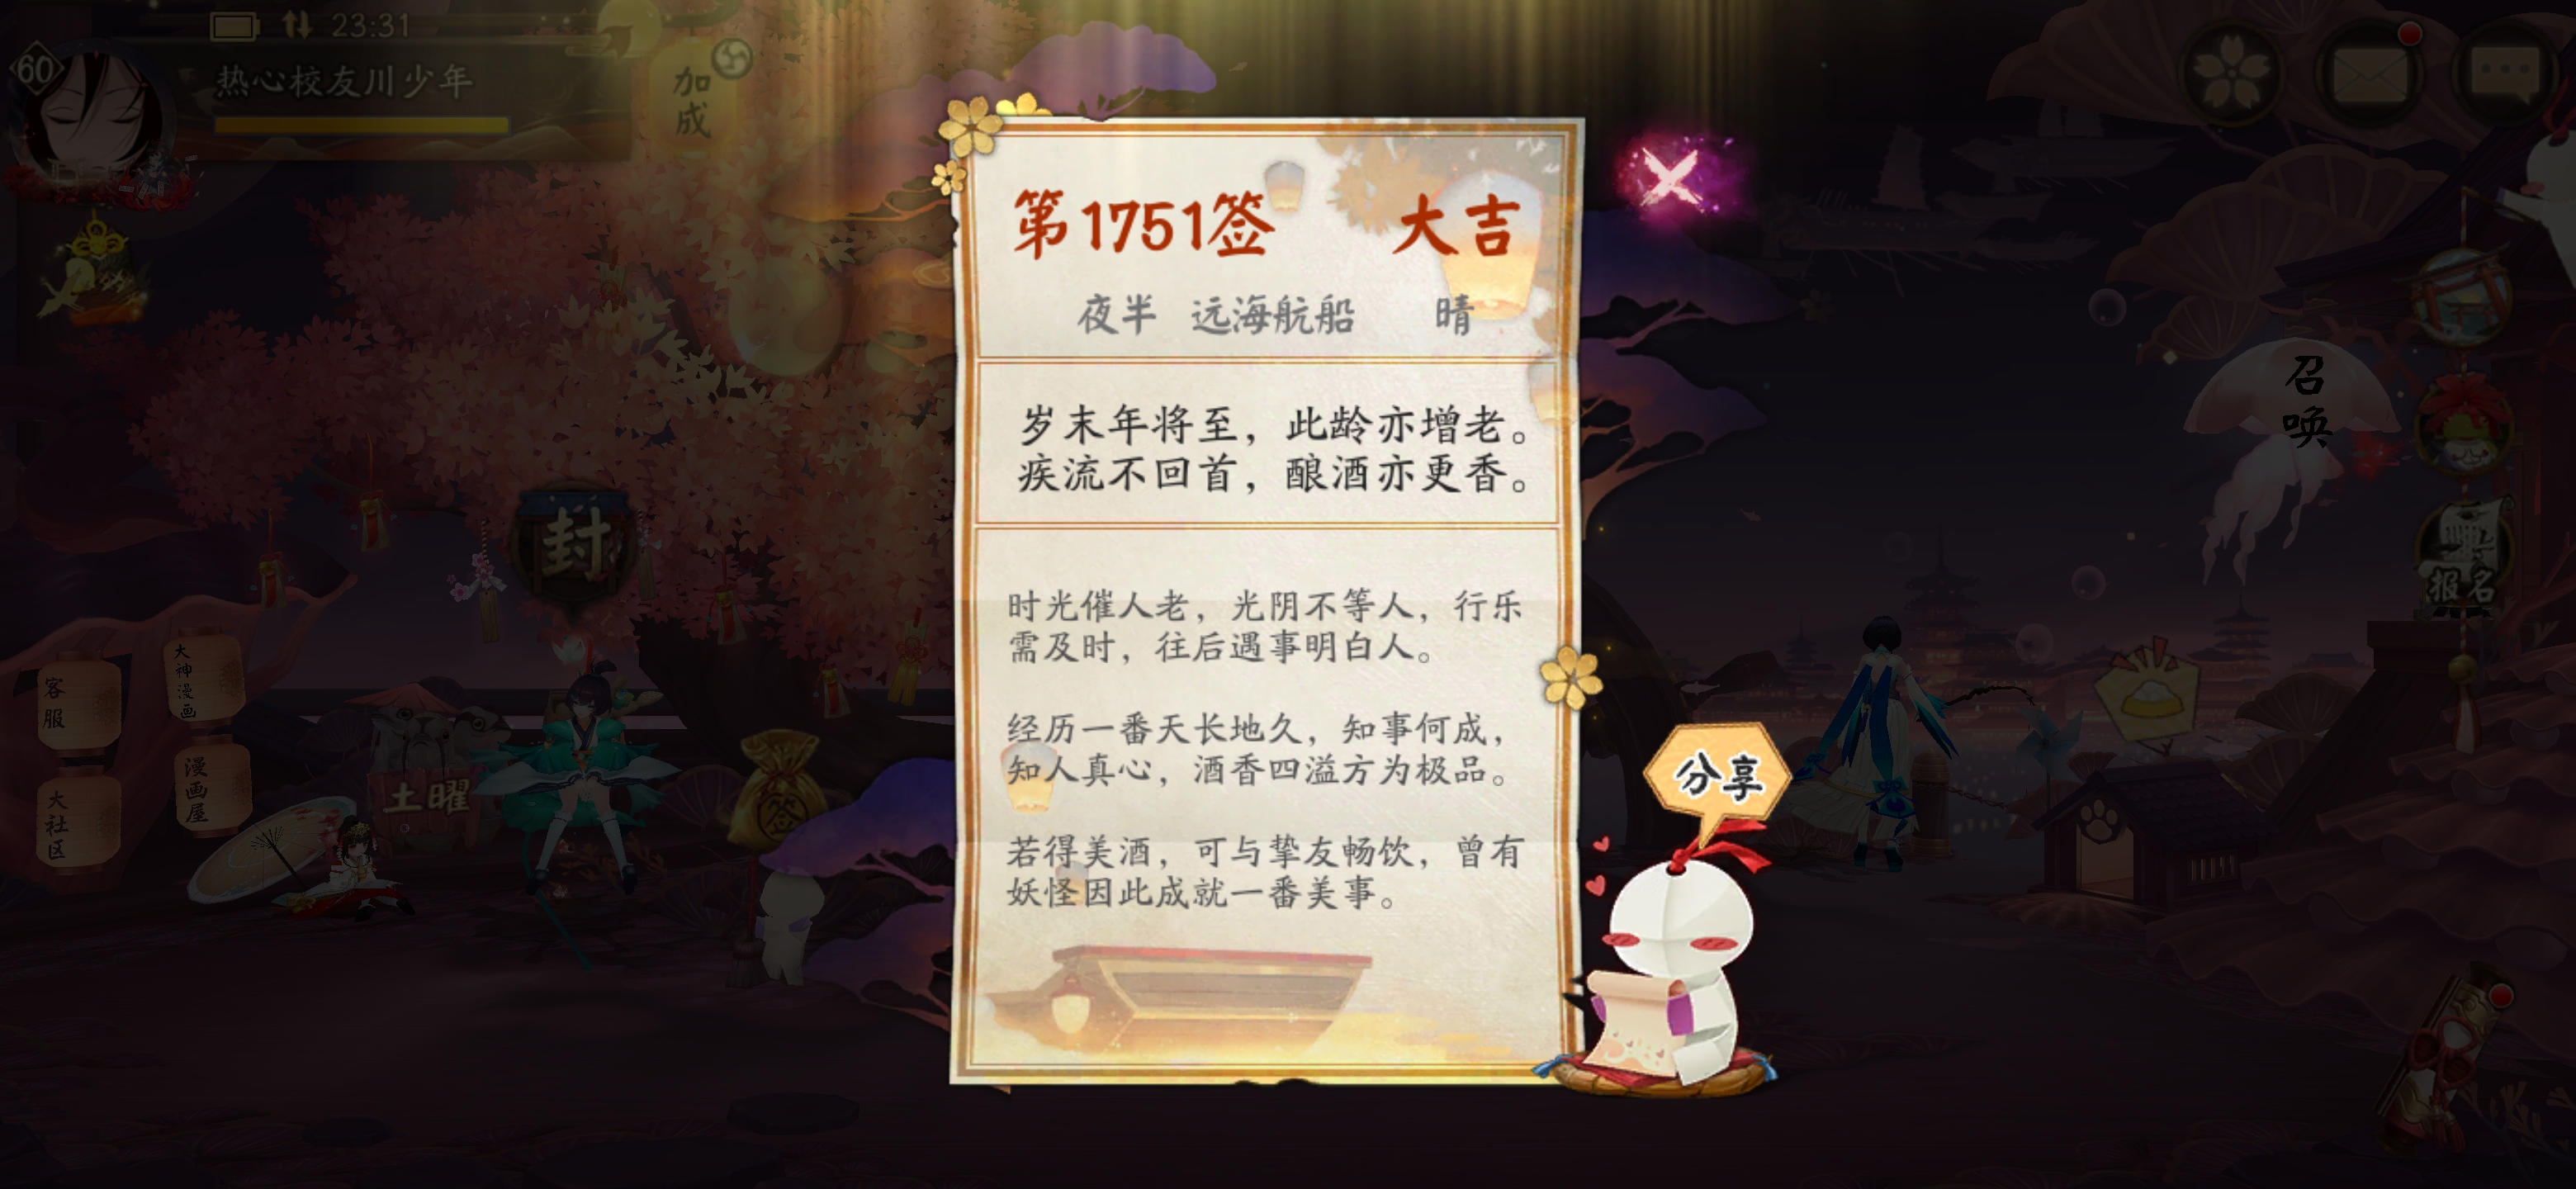 23:31
60
热心校友川少年
加成
第1751签 大吉
夜半 远海航船 晴
岁末年将至，此龄亦增老。
疾流不回首，酿酒亦更香。
时光催人老，光阴不等人，行乐
需及时，往后遇事明白人。
经历一番天长地久，知事何成，
知人真心，酒香四溢方为极品。
若得美酒，可与挚友畅饮，曾有
妖怪因此成就一番美事。
分享
召唤
报名
封
客服
大神漫画
大社区
漫画屋
土曜
签